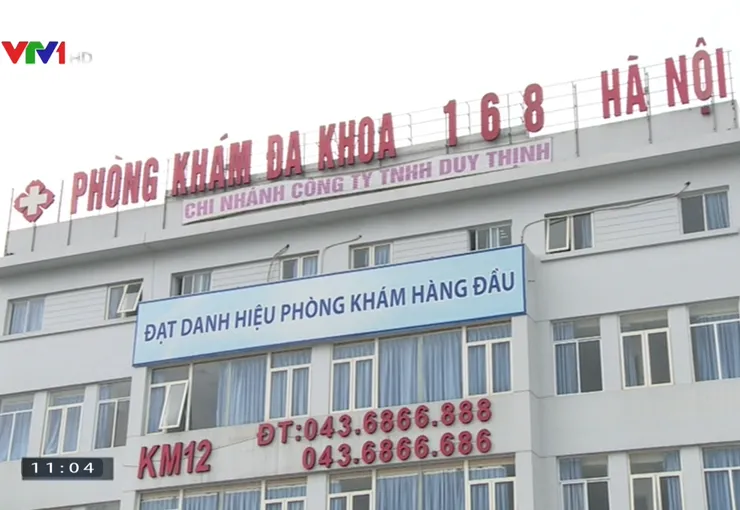 VTV1 HD
PHÒNG KHÁM ĐA KHOA 168 HÀ NỘI
CHI NHÁNH CÔNG TY TNHH DUY THỊNH
ĐẠT DANH HIỆU PHÒNG KHÁM HÀNG ĐẦU
KM12
ĐT:043.6866.888
043.6866.686
11:04